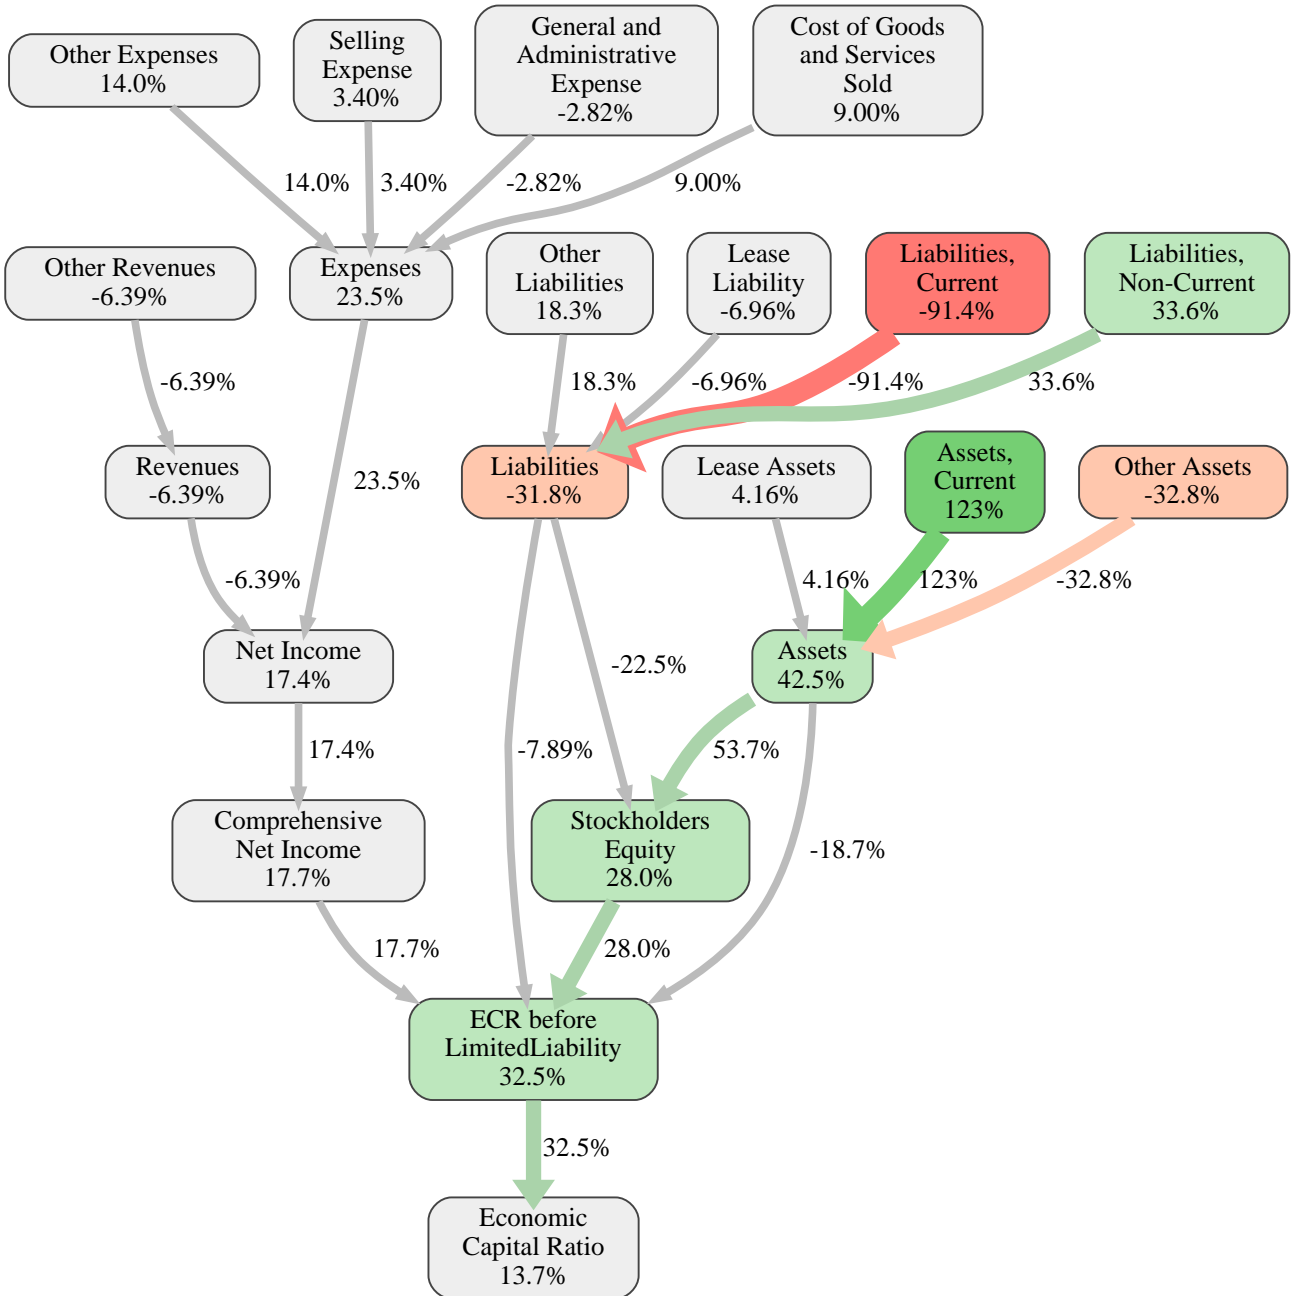 Other Expenses
14.0%
Selling
Expense
3.40%
General and
Administrative
Expense
-2.82%
Cost of Goods
and Services
Sold
9.00%
14.0%
3.40%
-2.82%
9.00%
Other Revenues
-6.39%
Expenses
23.5%
Other
Liabilities
18.3%
Lease
Liability
-6.96%
Liabilities,
Current
-91.4%
Liabilities,
Non-Current
33.6%
-6.39%
18.3%
-6.96%
-91.4%
33.6%
Revenues
-6.39%
23.5%
Liabilities
-31.8%
Lease Assets
4.16%
Assets,
Current
123%
Other Assets
-32.8%
-6.39%
4.16%
123%
-32.8%
Net Income
17.4%
-22.5%
Assets
42.5%
17.4%
-7.89%
53.7%
Comprehensive
Net Income
17.7%
Stockholders
Equity
28.0%
-18.7%
17.7%
28.0%
ECR before
LimitedLiability
32.5%
32.5%
Economic
Capital Ratio
13.7%